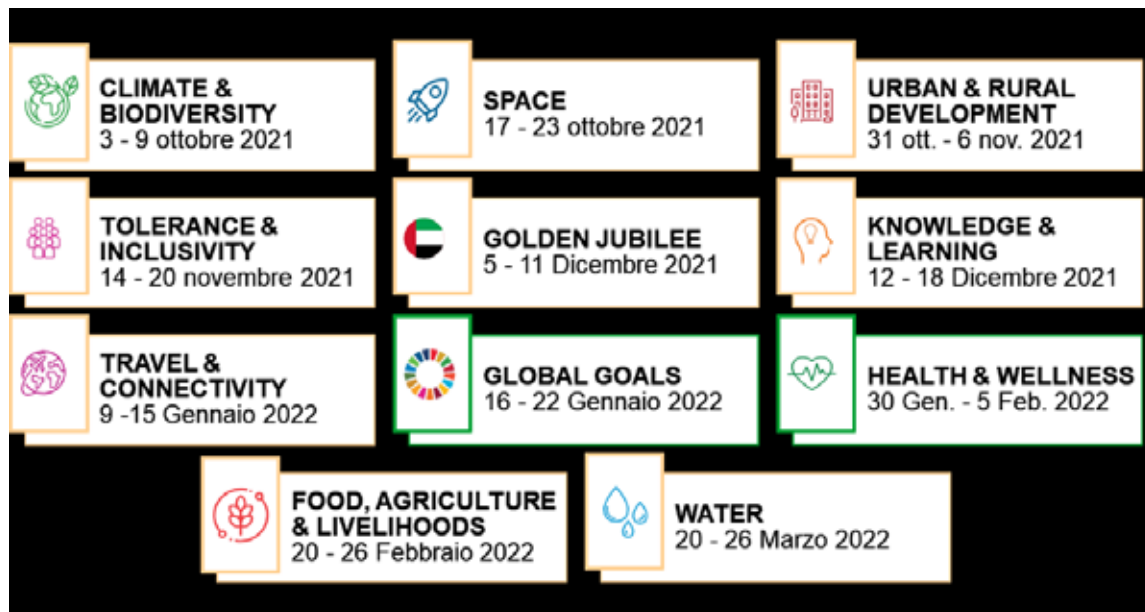 CLIMATE &
BIODIVERSITY
3 - 9 ottobre 2021
SPACE
17 - 23 ottobre 2021
URBAN & RURAL
DEVELOPMENT
31 ott. - 6 nov. 2021
TOLERANCE &
INCLUSIVITY
14 - 20 novembre 2021
GOLDEN JUBILEE
5 - 11 Dicembre 2021
KNOWLEDGE &
LEARNING
12 - 18 Dicembre 2021
TRAVEL &
CONNECTIVITY
9 -15 Gennaio 2022
GLOBAL GOALS
16 - 22 Gennaio 2022
HEALTH & WELLNESS
30 Gen. - 5 Feb. 2022
FOOD, AGRICULTURE
& LIVELIHOODS
20 - 26 Febbraio 2022
WATER
20 - 26 Marzo 2022